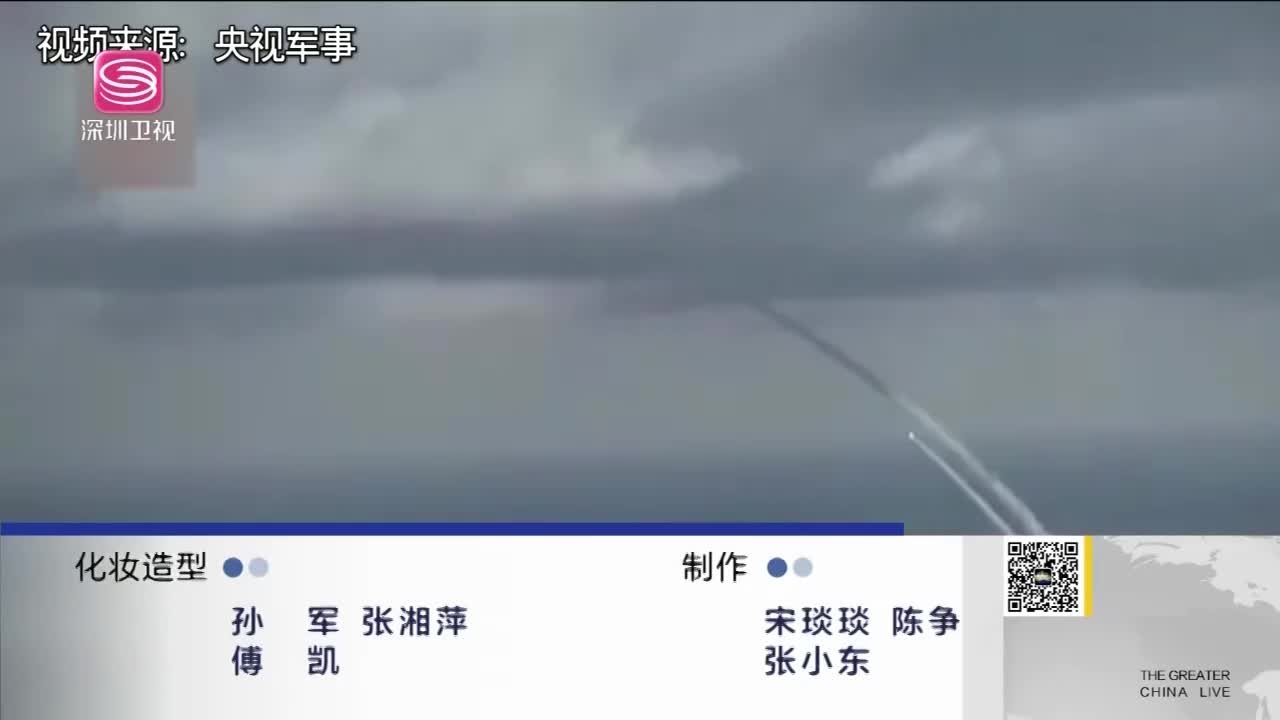 视频来源: 央视军事
深圳卫视
化妆造型
孙 军 张湘萍
傅 凯
制作
宋琰琰 陈争
张小东
THE GREATER
CHINA LIVE